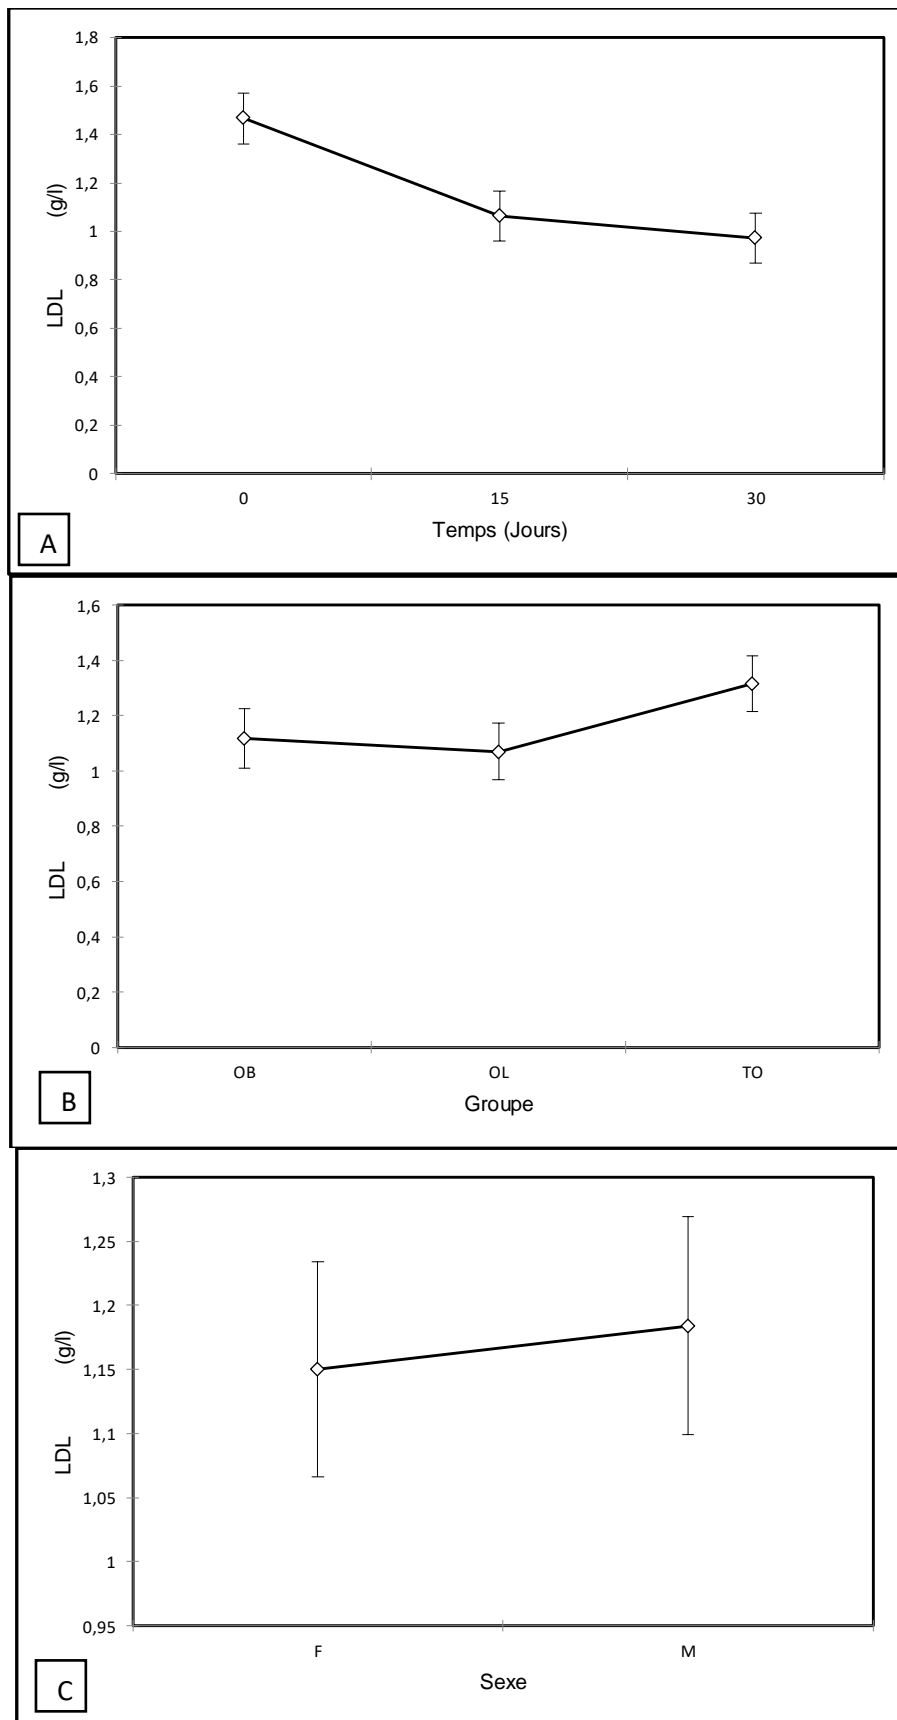 1,8
1,6
1,4
1,2
1
0,8
0,6
0,4
0,2
0
LDL (g/l)
0 15 30
Temps (Jours)
A
1,6
1,4
1,2
1
0,8
0,6
0,4
0,2
0
LDL (g/l)
OB OL TO
Groupe
B
1,3
1,25
1,2
1,15
1,1
1,05
1
0,95
LDL (g/l)
F M
Sexe
C